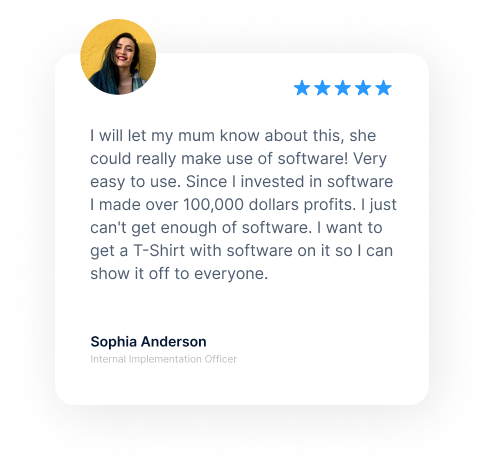 I will let my mum know about this, she
could really make use of software! Very
easy to use. Since I invested in software
I made over 100,000 dollars profits. I just
can't get enough of software. I want to
get a T-Shirt with software on it so I can
show it off to everyone.
Sophia Anderson
Internal Implementation Officer